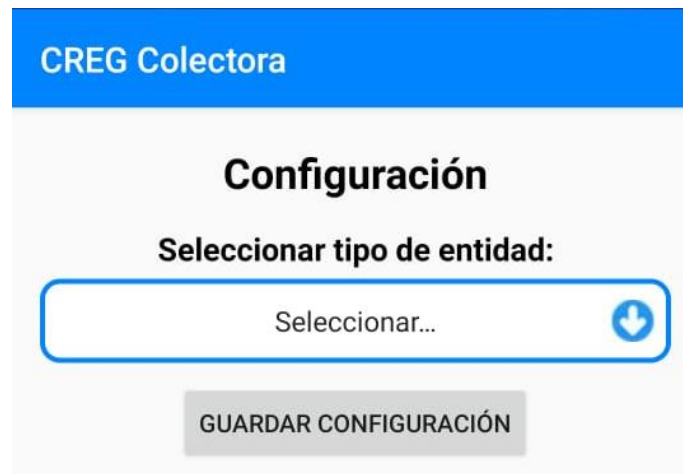 CREG Colectora
Configuración
Seleccionar tipo de entidad:
Seleccionar...
GUARDAR CONFIGURACIÓN